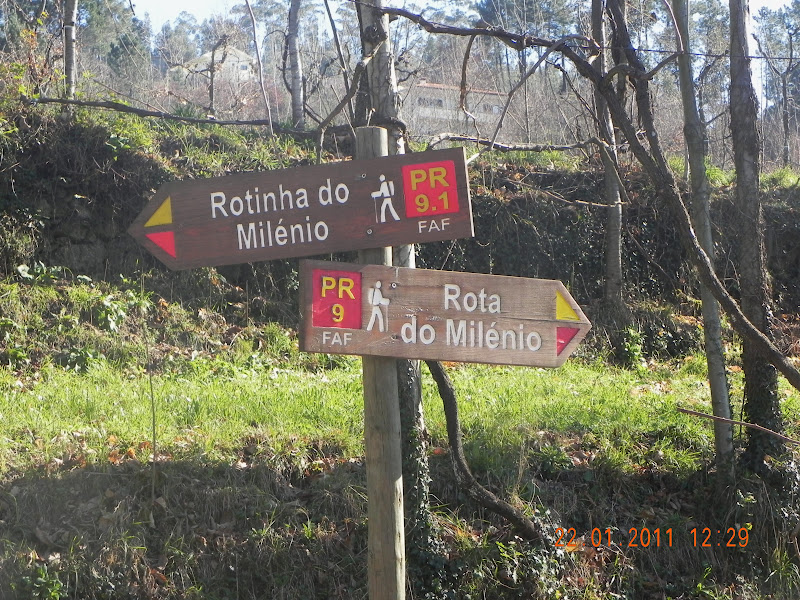 Rotinha do
Milénio
PR
9.1
FAF
PR
9
FAF
Rota
do Milénio
22 01 2011 12:29